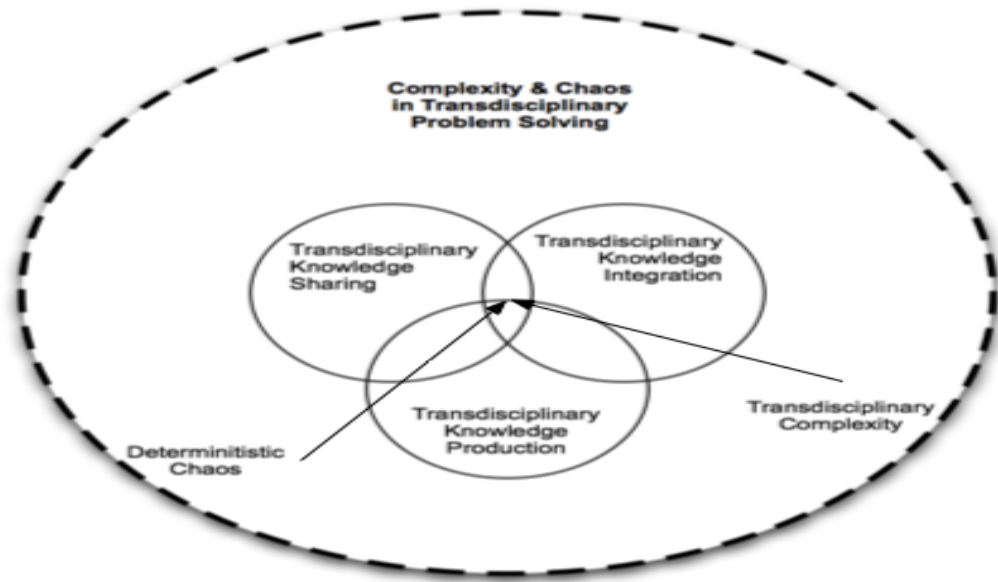 Complexity & Chaos
in Transdisciplinary
Problem Solving
Transdisciplinary
Knowledge
Sharing
Transdisciplinary
Knowledge
Integration
Transdisciplinary
Knowledge
Production
Determinitistic
Chaos
Transdisciplinary
Complexity